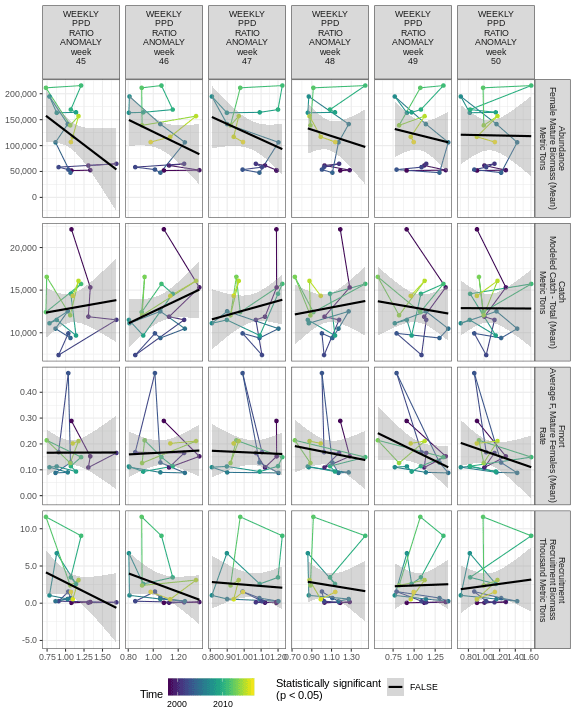 WEEKLY
PPD
RATIO
ANOMALY
week
45
WEEKLY
PPD
RATIO
ANOMALY
week
46
WEEKLY
PPD
RATIO
ANOMALY
week
47
WEEKLY
PPD
RATIO
ANOMALY
week
48
WEEKLY
PPD
RATIO
ANOMALY
week
49
WEEKLY
PPD
RATIO
ANOMALY
week
50
200,000
150,000
100,000
50,000
0
Abundance
Female Mature Biomass (Mean)
Metric Tons
20,000
15,000
10,000
Catch
Modelled Catch - Total (Mean)
Metric Tons
0.40
0.30
0.20
0.10
0.00
Fmort
Average F, Mature Females (Mean)
Rate
10.0
5.0
0.0
-5.0
Recruitment
Recruitment Biomass
Thousand Metric Tons
0.75 1.00 1.25 1.50
0.80 1.00 1.20
0.80 0.90 1.00 1.10 1.20
0.70 0.90 1.10 1.30
0.75 1.00 1.25
0.80 1.00 1.20 1.40 1.60
Time
2000 2010
Statistically significant
(p < 0.05)
FALSE